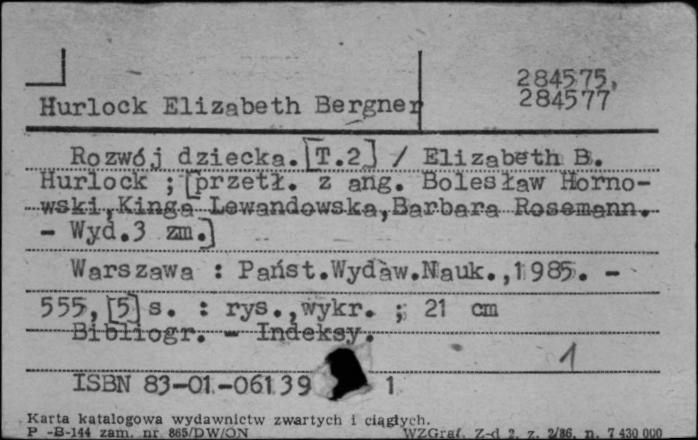 284575,
284577
Hurlock Elizabeth Bergner
Rozwój dziecka.[T.2] / Elizabeth B.
Hurlock ; [przetł. z ang. Bolesław Horno-
wski,Kinga Lewandowska,Barbara Rosemann.
- Wyd.3 zm.]
Warszawa : Państ.Wydaw.Nauk.,1985. -
555,[5] s. : rys.,wykr. ; 21 cm
Bibliogr. - Indeksy.
1
ISBN 83-01-06139 1
Karta katalogowa wydawnictw zwartych i ciągłych.
P -B-144 zam. nr 865/DW/ON WZGraf. Z-d 2. z. 2/86. n. 7 430 000